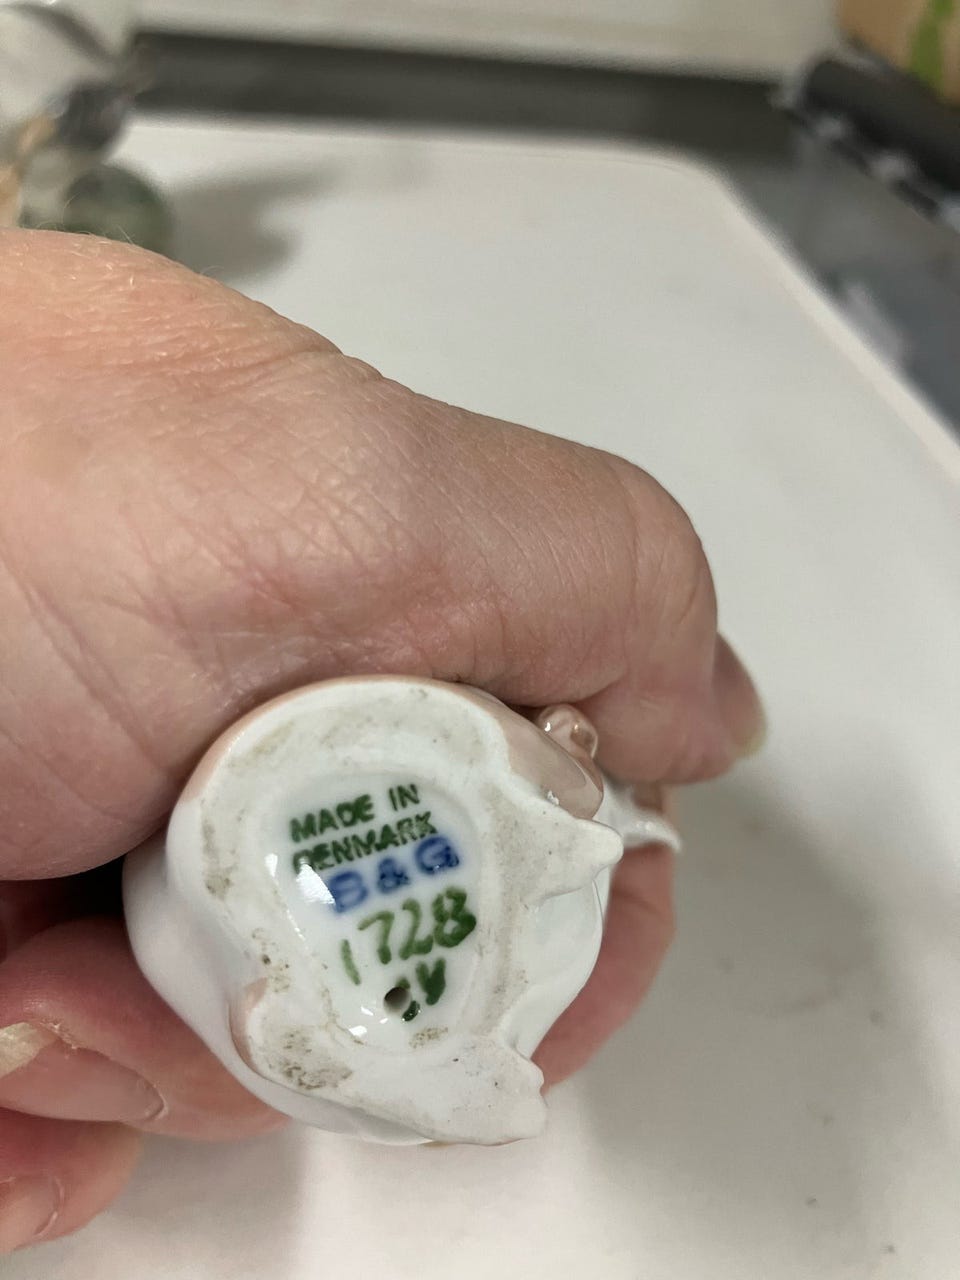 MADE IN
DENMARK
B & G
1728